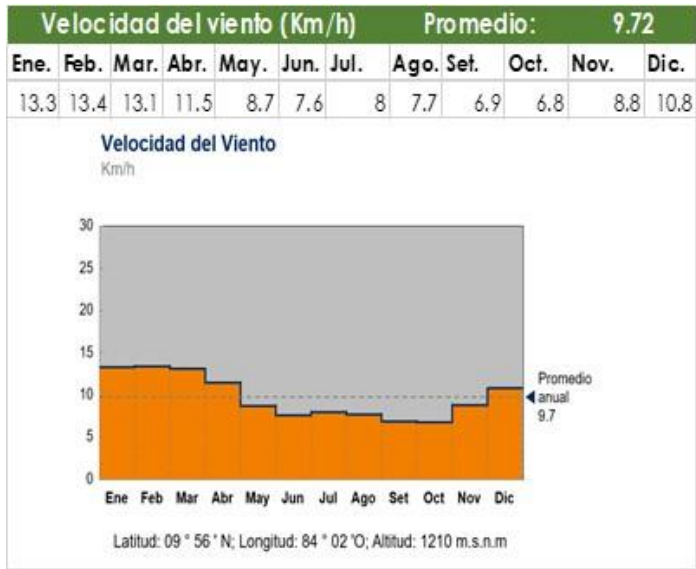 Velocidad del viento (Km/h) Promedio: 9.72
Ene. Feb. Mar. Abr. May. Jun. Jul. Ago. Set. Oct. Nov. Dic.
13.3 13.4 13.1 11.5 8.7 7.6 8 7.7 6.9 6.8 8.8 10.8
Velocidad del Viento
Km/h
30
25
20
15
10
5
0
Promedio
anual
9.7
Ene Feb Mar Abr May Jun Jul Ago Set Oct Nov Dic
Latitud: 09 ° 56 ' N; Longitud: 84 ° 02 'O; Altitud: 1210 m.s.n.m